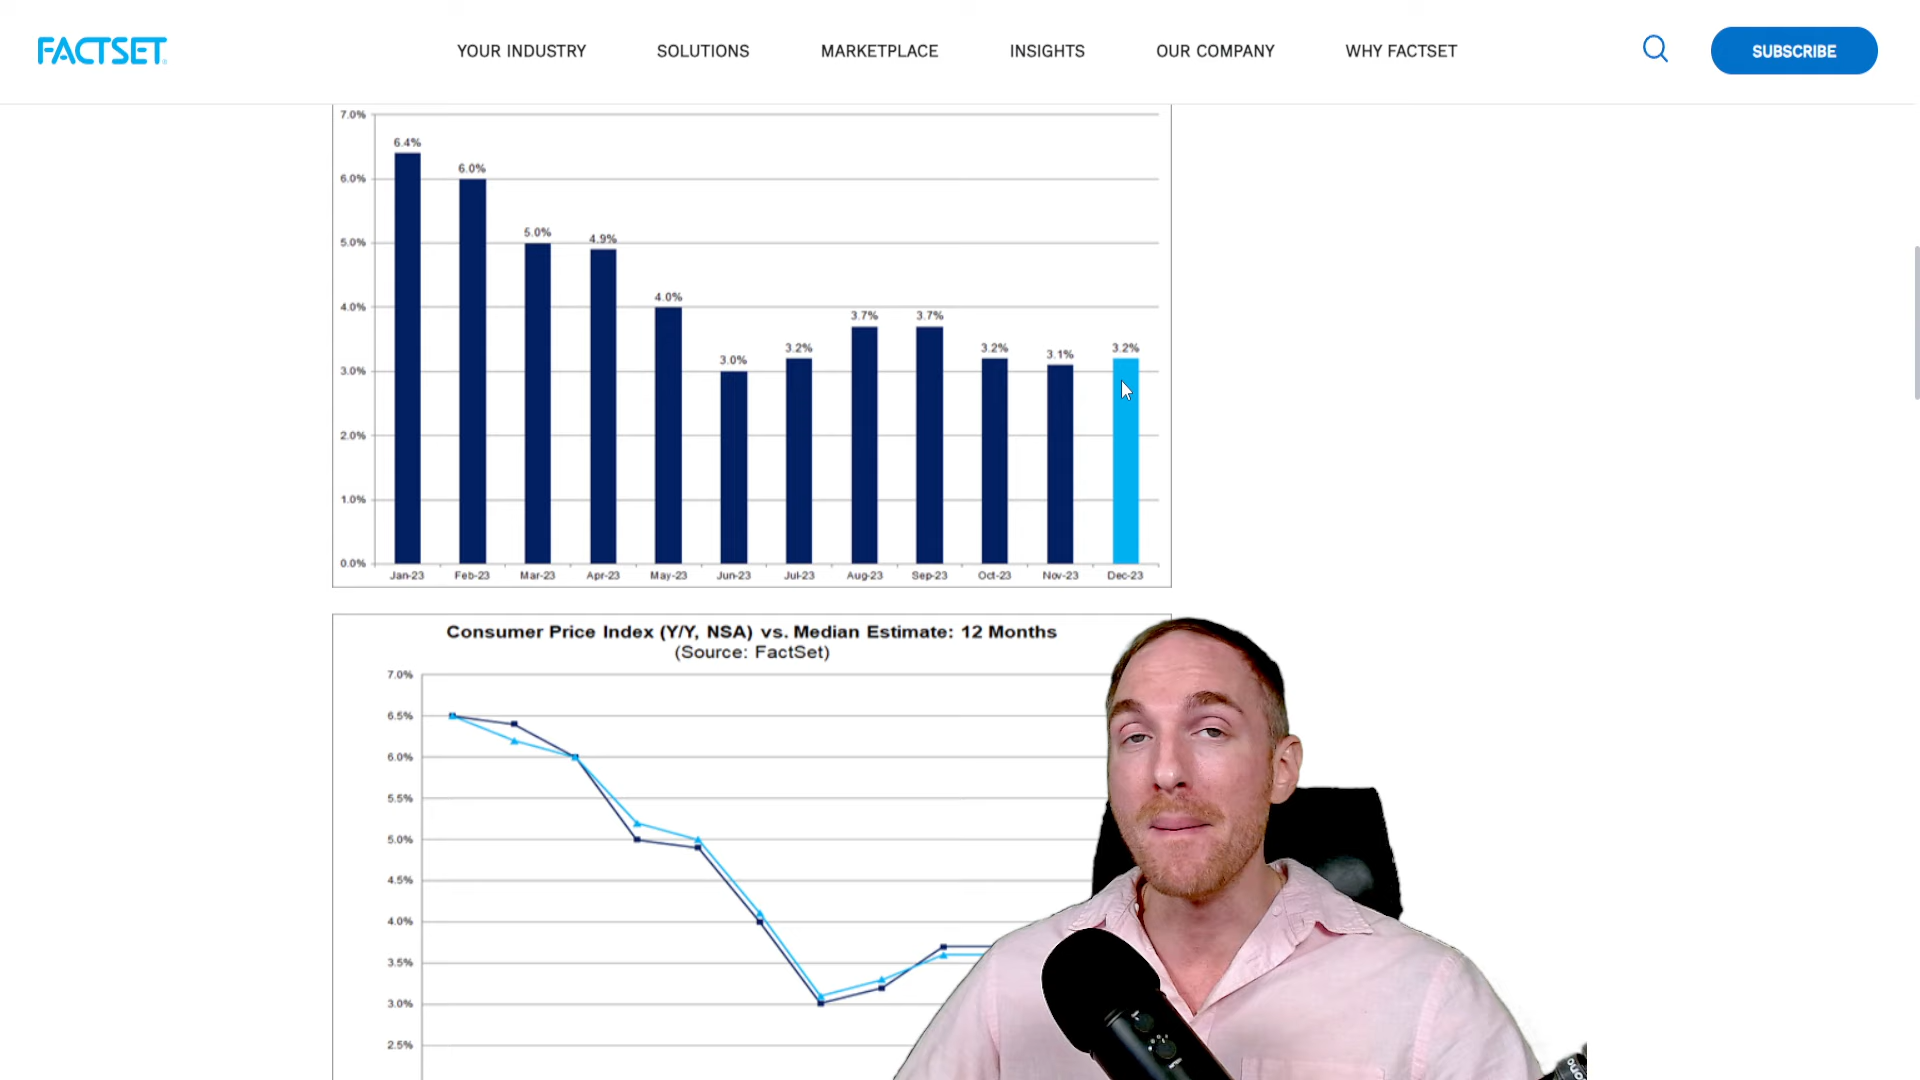 FACTSET
YOUR INDUSTRY
SOLUTIONS
MARKETPLACE
INSIGHTS
OUR COMPANY
WHY FACTSET
SUBSCRIBE
7.0%
6.0%
5.0%
4.0%
3.0%
2.0%
1.0%
0.0%
6.4%
6.0%
5.0%
4.9%
4.0%
3.0%
3.2%
3.7%
3.7%
3.2%
3.1%
3.2%
Jan-23
Feb-23
Mar-23
Apr-23
May-23
Jun-23
Jul-23
Aug-23
Sep-23
Oct-23
Nov-23
Dec-23
Consumer Price Index (Y/Y, NSA) vs. Median Estimate: 12 Months
(Source: FactSet)
7.0%
6.5%
6.0%
5.5%
5.0%
4.5%
4.0%
3.5%
3.0%
2.5%